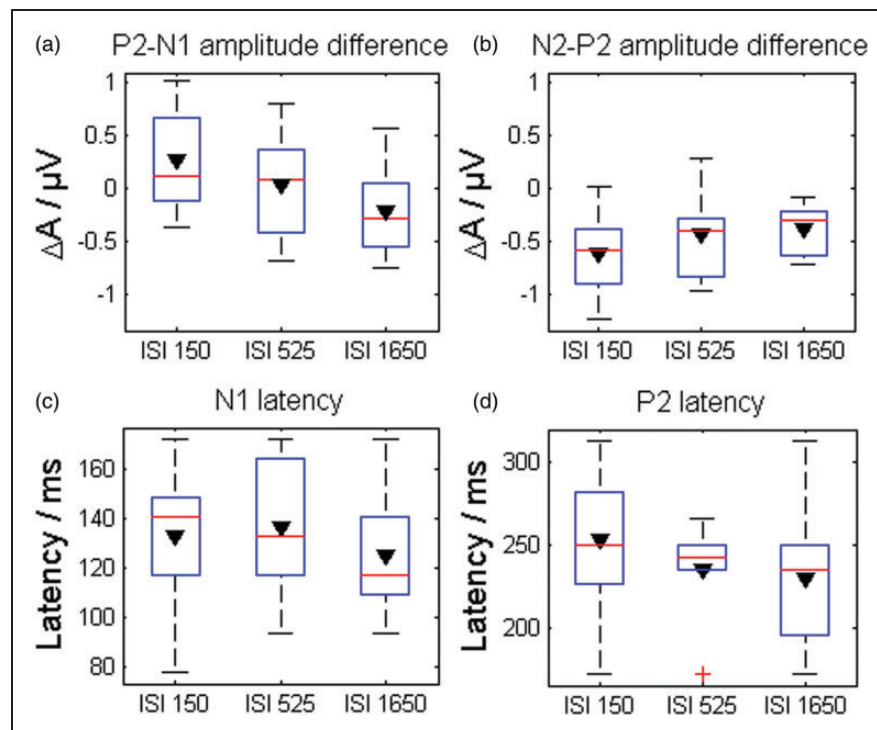 (a) P2-N1 amplitude difference
(b) N2-P2 amplitude difference
ΔA / μV
1
0.5
0
-0.5
-1
ISI 150 ISI 525 ISI 1650
ΔA / μV
1
0.5
0
-0.5
-1
ISI 150 ISI 525 ISI 1650
(c) N1 latency
(d) P2 latency
Latency / ms
160
140
120
100
80
ISI 150 ISI 525 ISI 1650
Latency / ms
300
250
200
ISI 150 ISI 525 ISI 1650